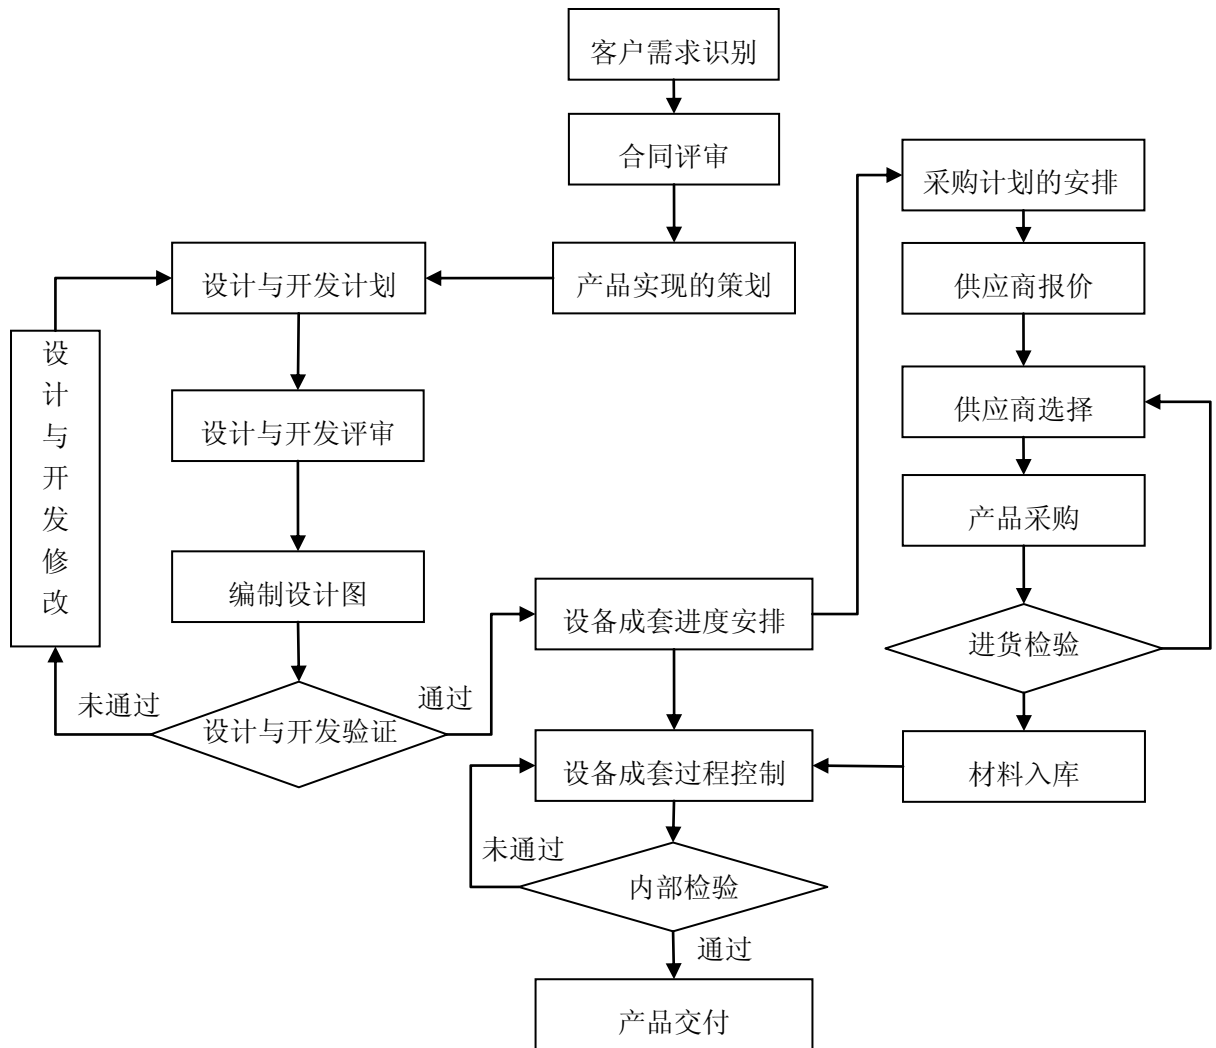 客户需求识别
合同评审
采购计划的安排
设计与开发计划
产品实现的策划
供应商报价
设计与开发修改
设计与开发评审
供应商选择
产品采购
编制设计图
设备成套进度安排
进货检验
未通过
设计与开发验证
通过
设备成套过程控制
材料入库
未通过
内部检验
通过
产品交付